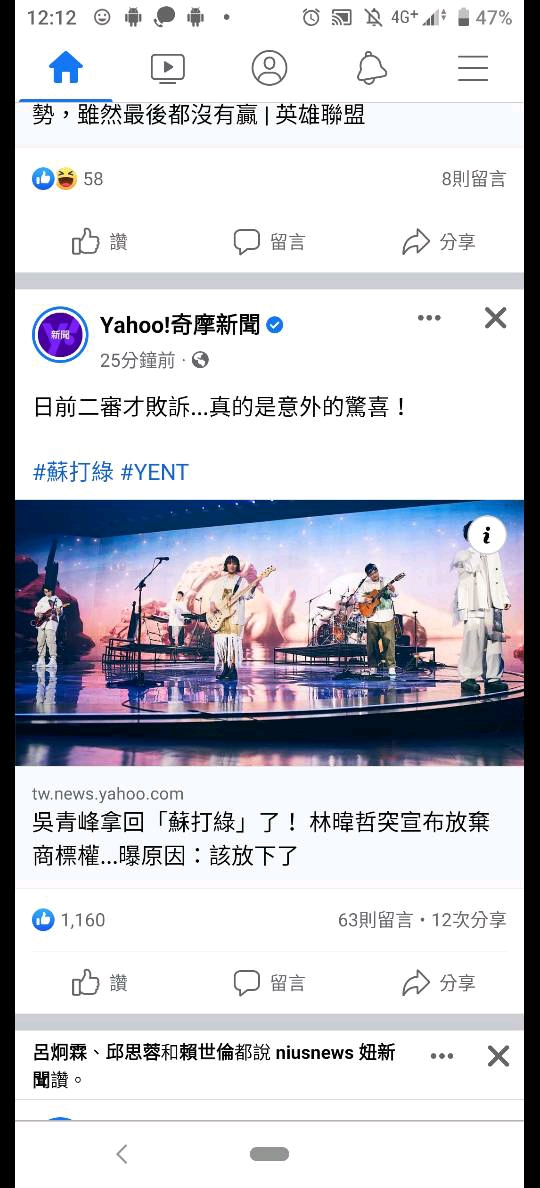 12:12
4G+
47%
勢，雖然最後都沒有贏 | 英雄聯盟
58
8則留言
讚 留言 分享
新聞
Yahoo!奇摩新聞
25分鐘前 ·
日前二審才敗訴...真的是意外的驚喜！
#蘇打綠 #YENT
i
tw.news.yahoo.com
吳青峰拿回「蘇打綠」了！ 林暐哲突宣布放棄
商標權...曝原因：該放下了
1,160
63則留言・12次分享
讚 留言 分享
呂炯霖、邱思蓉和賴世倫都說 niusnews 妞新
聞讚。